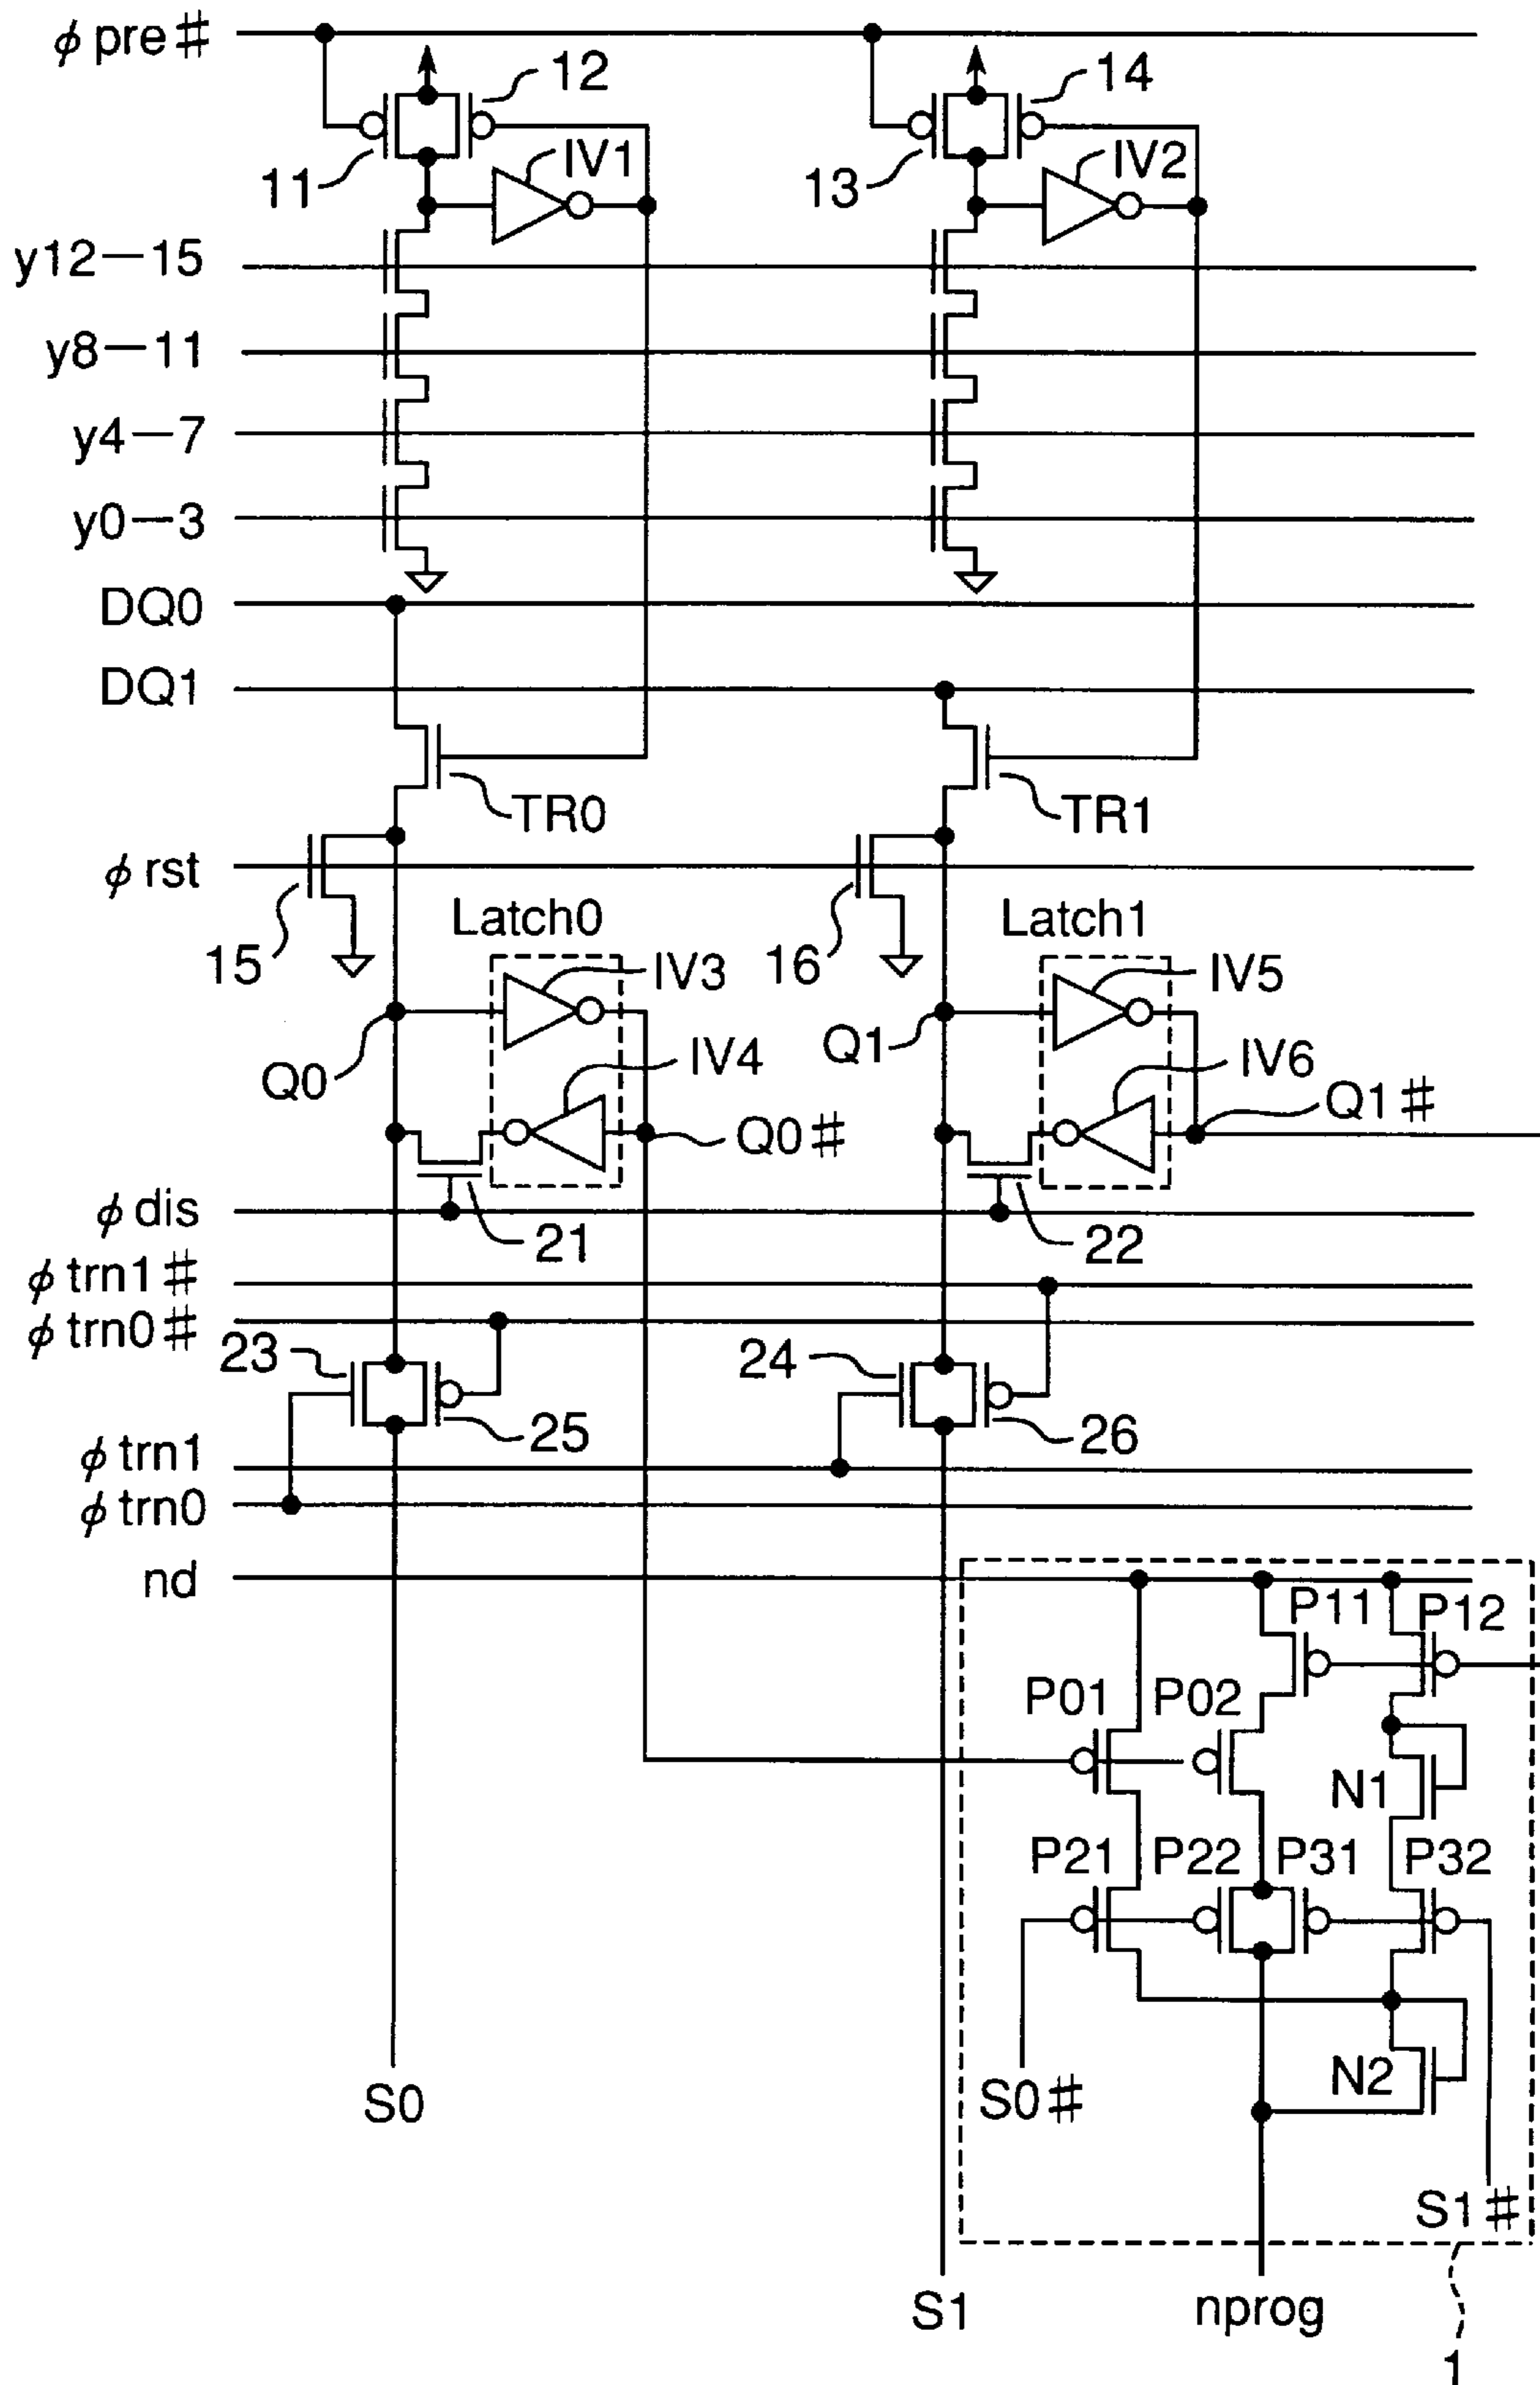 φ pre#
12
14
11
IV1
13
IV2
y12—15
y8—11
y4—7
y0—3
DQ0
DQ1
TR0
TR1
φ rst
15
Latch0
16
Latch1
IV3
IV5
Q0
Q1
IV4
IV6
Q0#
Q1#
φ dis
21
22
φ trn1#
φ trn0#
23
24
25
26
φ trn1
φ trn0
nd
P11
P12
P01
P02
N1
P21
P22
P31
P32
S0
S0#
N2
S1#
S1
nprog
1